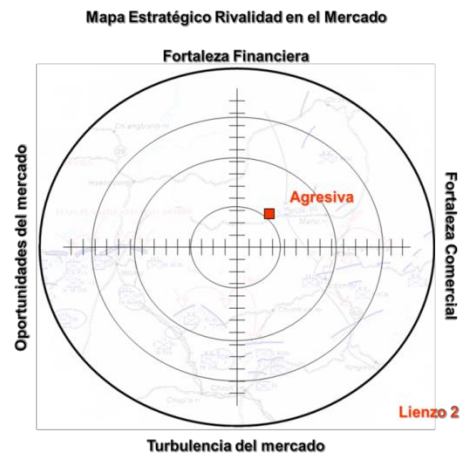 Mapa Estratégico Rivalidad en el Mercado
Fortaleza Financiera
Oportunidades del mercado
Agresiva
Fortaleza Comercial
Lienzo 2
Turbulencia del mercado